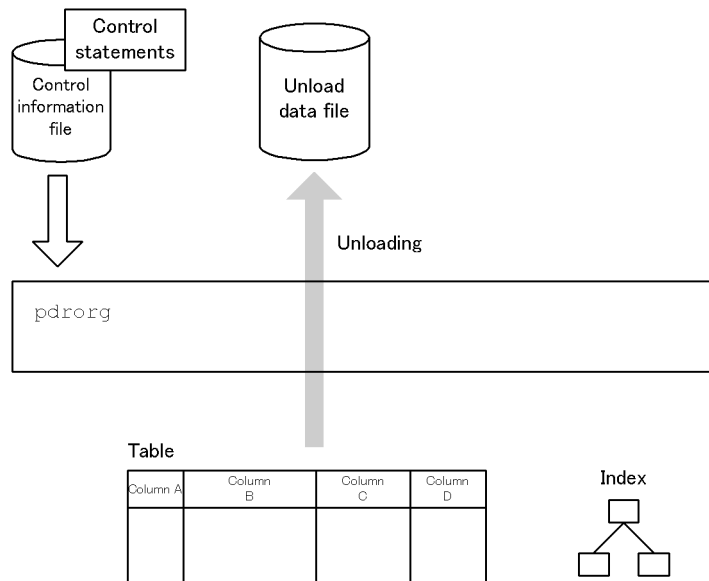 Control
statements
Control
information
file
Unload
data file
Unloading
pdrorg
Table
Column A
Column
B
Column
C
Column
D
Index